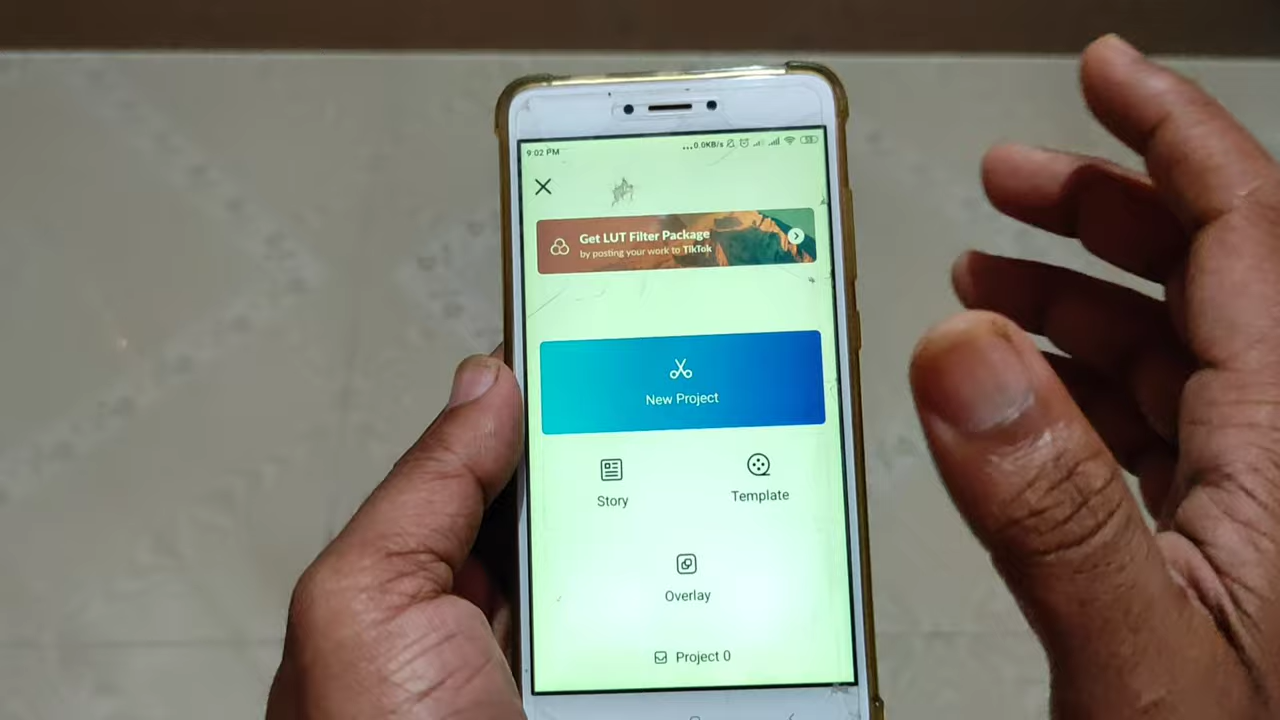 9:02 PM ...0.0KB/s
Get LUT Filter Package
by posting your work to TikTok
New Project
Story Template
Overlay
Project 0